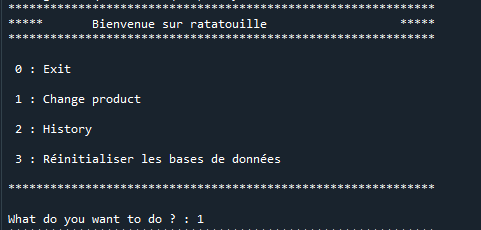 *************************************************************
*****       Bienvenue sur ratatouille                   *****
*************************************************************
0 : Exit
1 : Change product
2 : History
3 : Réinitialiser les bases de données
*************************************************************
What do you want to do ? : 1
*************************************************************